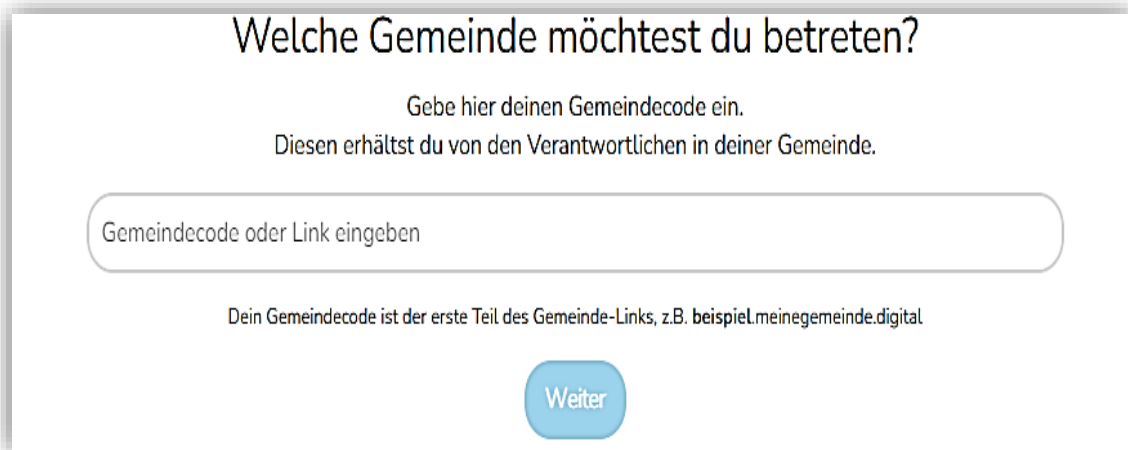 Welche Gemeinde möchtest du betreten?
Gebe hier deinen Gemeindecode ein.
Diesen erhältst du von den Verantwortlichen in deiner Gemeinde.
Gemeindecode oder Link eingeben
Dein Gemeindecode ist der erste Teil des Gemeinde-Links, z.B. beispiel.meinegemeinde.digital
Weiter